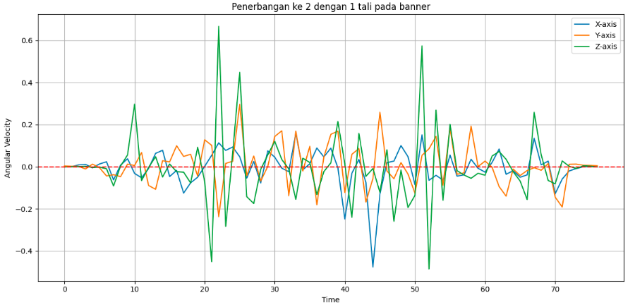 Penerbangan ke 2 dengan 1 tali pada banner
X-axis
Y-axis
Z-axis
Angular Velocity
0.6
0.4
0.2
0.0
−0.2
−0.4
0 10 20 30 40 50 60 70
Time